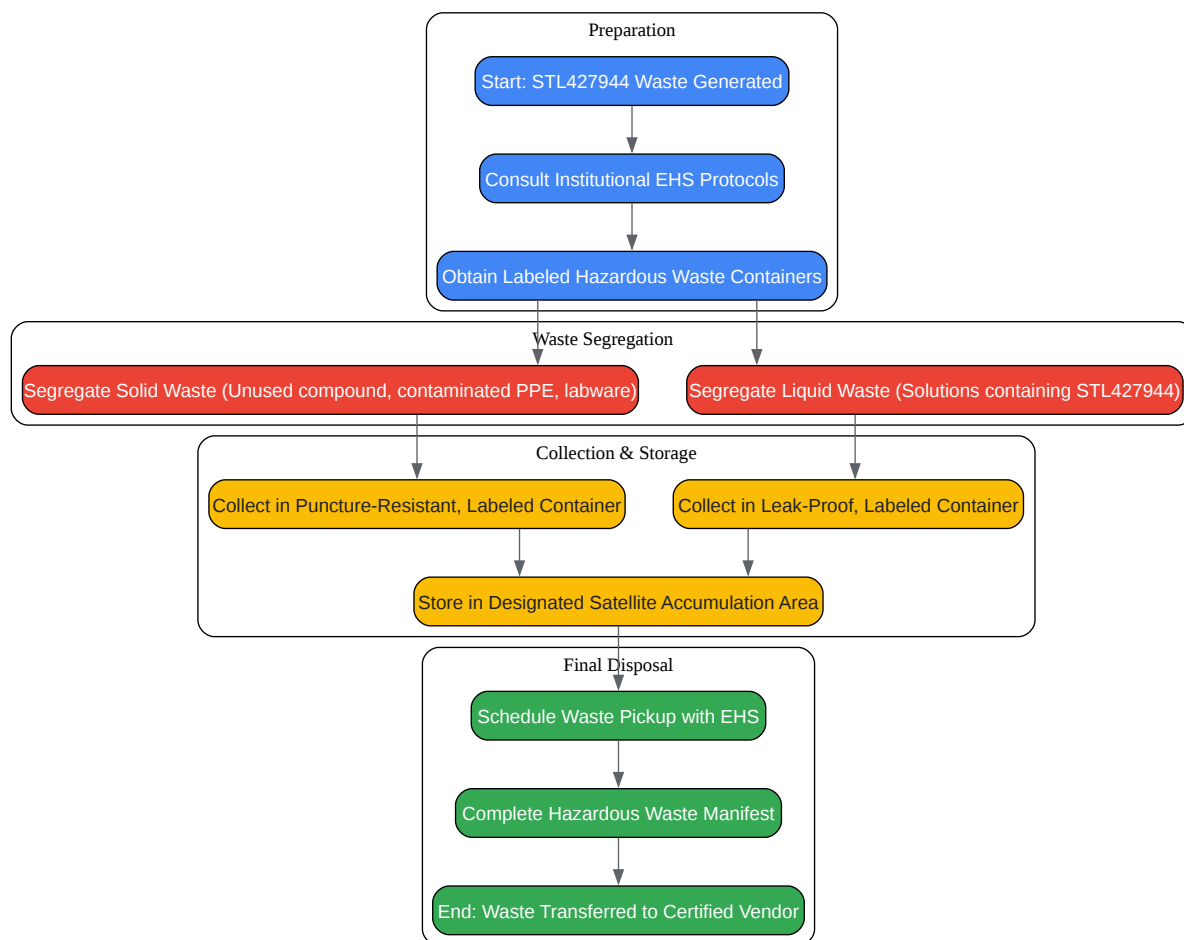 Preparation
Start: STL427944 Waste Generated
Consult Institutional EHS Protocols
Obtain Labeled Hazardous Waste Containers
Waste Segregation
Segregate Solid Waste (Unused compound, contaminated PPE, labware)
Segregate Liquid Waste (Solutions containing STL427944)
Collection & Storage
Collect in Puncture-Resistant, Labeled Container
Collect in Leak-Proof, Labeled Container
Store in Designated Satellite Accumulation Area
Final Disposal
Schedule Waste Pickup with EHS
Complete Hazardous Waste Manifest
End: Waste Transferred to Certified Vendor